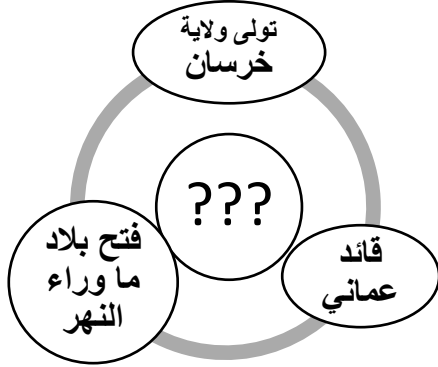 تولى ولاية
خرسان
???
قائد
عماني
فتح بلاد
ما وراء
النهر